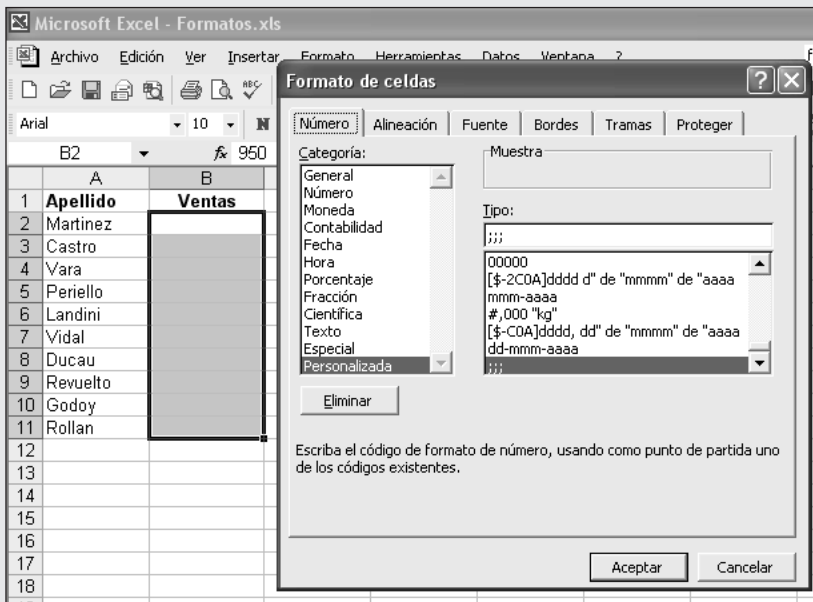 Microsoft Excel - Formatos.xls
Archivo Edición Ver Insertar Formato Herramientas Datos Ventana ?
ABC
Arial 10 N
B2 fx 950
A B
1 Apellido Ventas
2 Martinez
3 Castro
4 Vara
5 Periello
6 Landini
7 Vidal
8 Ducau
9 Revuelto
10 Godoy
11 Rollan
12
13
14
15
16
17
18
Formato de celdas ? X
Número Alineación Fuente Bordes Tramas Proteger
Categoría:
General
Número
Moneda
Contabilidad
Fecha
Hora
Porcentaje
Fracción
Científica
Texto
Especial
Personalizada
Muestra
Tipo:
;;;
00000
[$-2C0A]dddd d" de "mmmm" de "aaaa
mmm-aaaa
#,000 "kg"
[$-C0A]dddd, dd" de "mmmm" de "aaaa
dd-mmm-aaaa
;;;
Eliminar
Escriba el código de formato de número, usando como punto de partida uno
de los códigos existentes.
Aceptar Cancelar